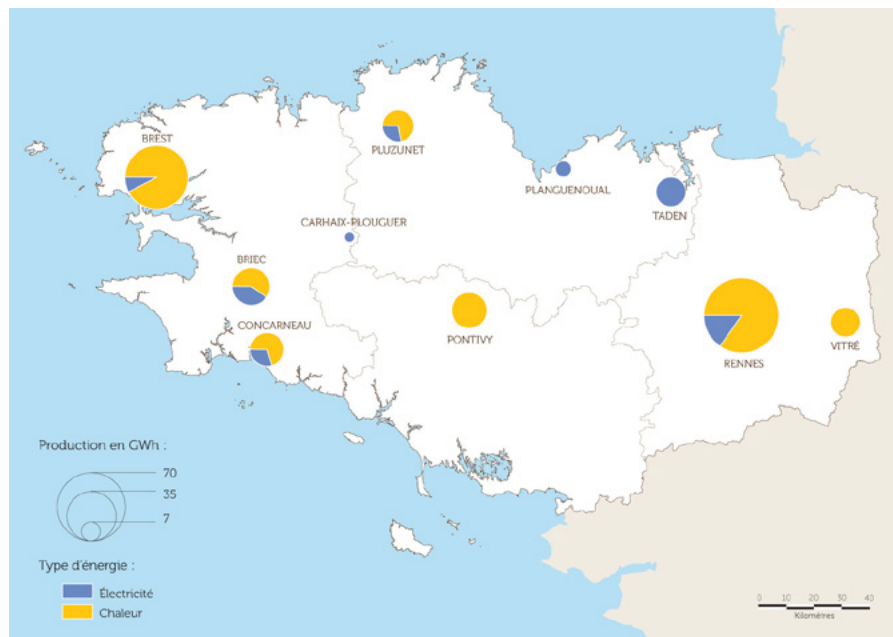 BREST
PLUZUNET
PLANGUENOUAL
TADEN
CARHAIX-PLOUGUER
BRIEC
CONCARNEAU
PONTIVY
RENNES
VITRÉ
Production en GWh :
70
35
7
Type d'énergie :
Électricité
Chaleur
0 10 20 30 40
Kilomètres